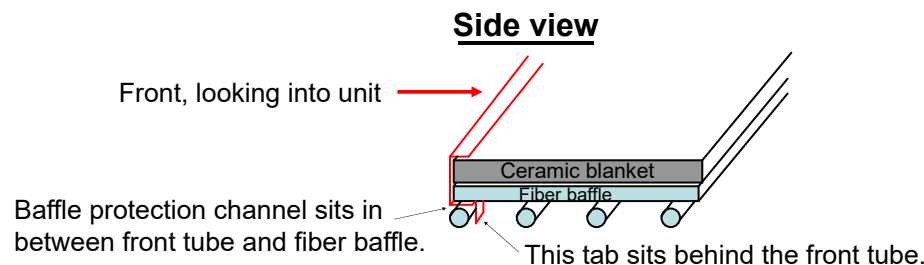 Side view
Front, looking into unit
Ceramic blanket
Fiber baffle
Baffle protection channel sits in
between front tube and fiber baffle.
This tab sits behind the front tube.